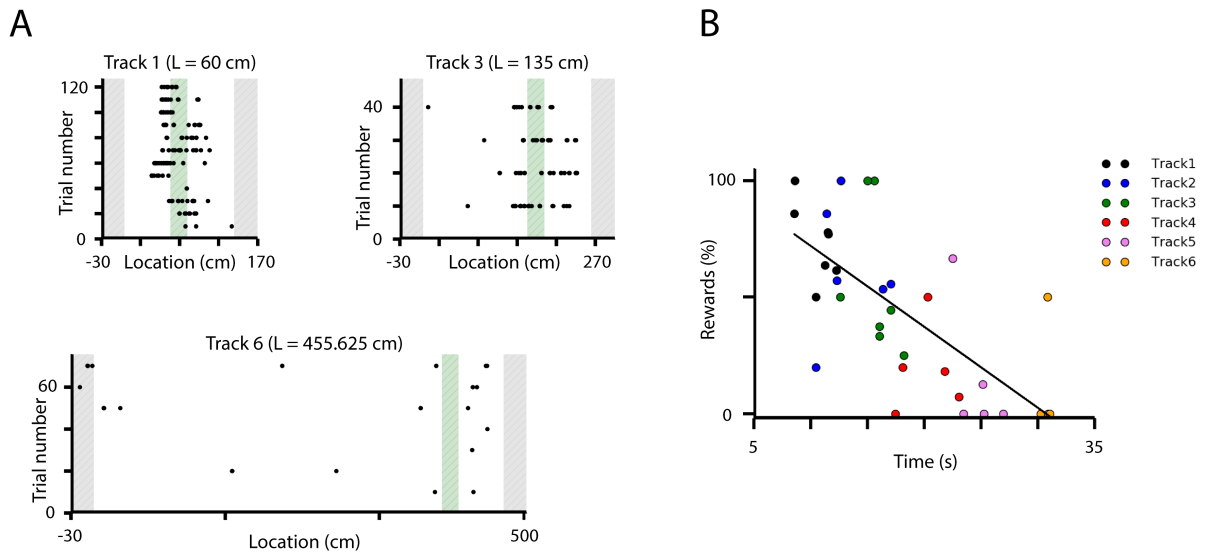 A
Track 1 (L = 60 cm)
Trial number
120
0
-30
Location (cm)
170
Track 3 (L = 135 cm)
Trial number
40
0
-30
Location (cm)
270
Track 6 (L = 455.625 cm)
Trial number
60
0
-30
Location (cm)
500
B
Rewards (%)
100
0
5
35
Time (s)
Track1
Track2
Track3
Track4
Track5
Track6